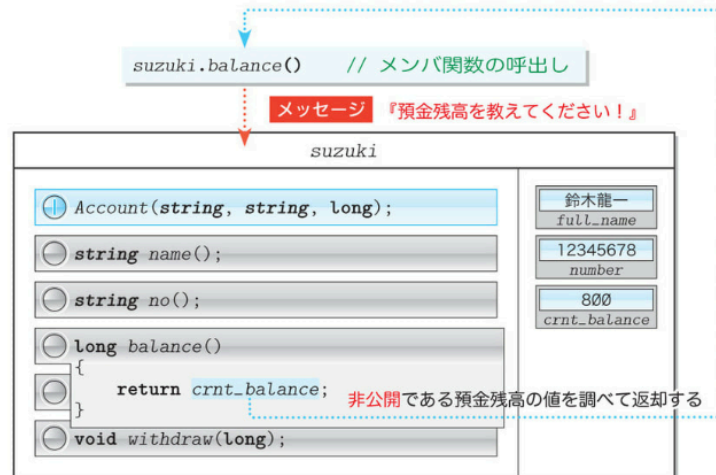 suzuki.balance() // メンバ関数の呼出し
メッセージ 『預金残高を教えてください!』
suzuki
Account(string, string, long);
鈴木龍一
full_name
string name();
12345678
number
string no();
800
crnt_balance
long balance()
{
return crnt_balance;
非公開である預金残高の値を調べて返却する
}
void withdraw(long);